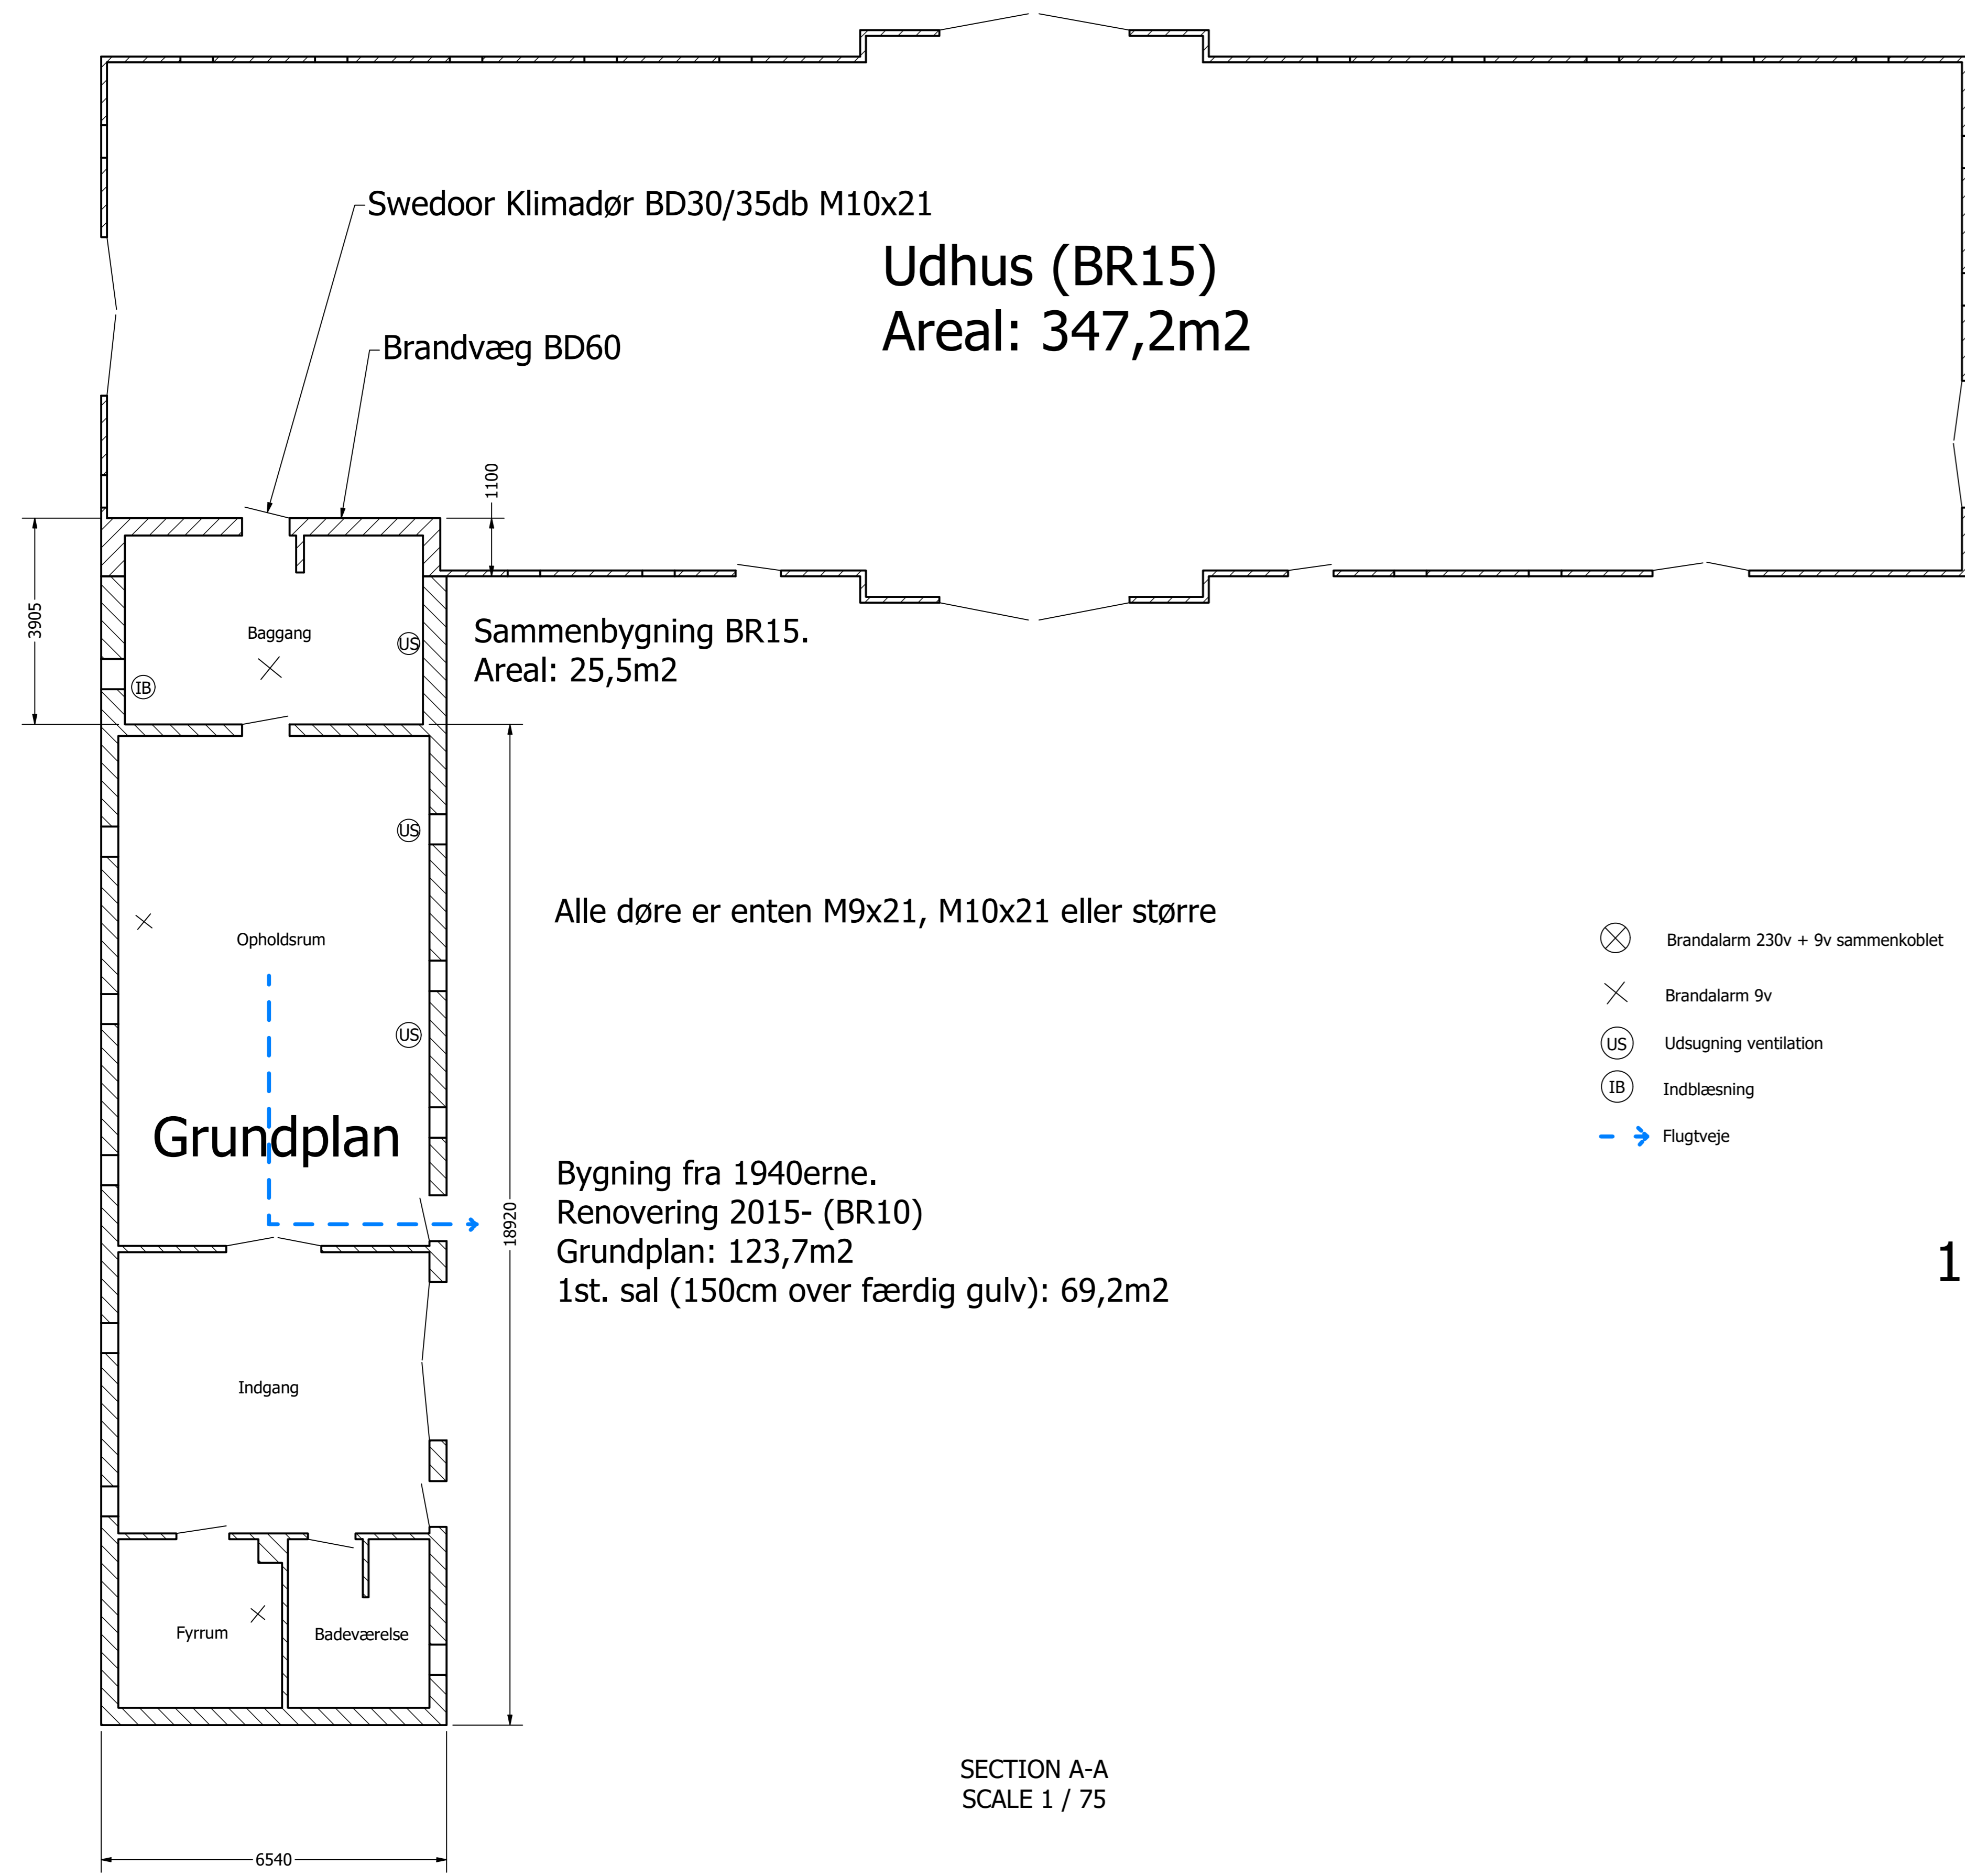 Swedoor Klimadør BD30/35db M10x21
Udhus (BR15)
Areal: 347,2m2
Brandvæg BD60
1100
3905
Baggang
US
IB
Sammenbygning BR15.
Areal: 25,5m2
US
Opholdsrum
US
Grundplan
18920
Alle døre er enten M9x21, M10x21 eller større
Brandalarm 230v + 9v sammenkoblet
Brandalarm 9v
US Udsugning ventilation
IB Indblæsning
Flugtveje
Bygning fra 1940erne.
Renovering 2015- (BR10)
Grundplan: 123,7m2
1st. sal (150cm over færdig gulv): 69,2m2
1
Indgang
Fyrrum
Badeværelse
SECTION A-A
SCALE 1 / 75
6540